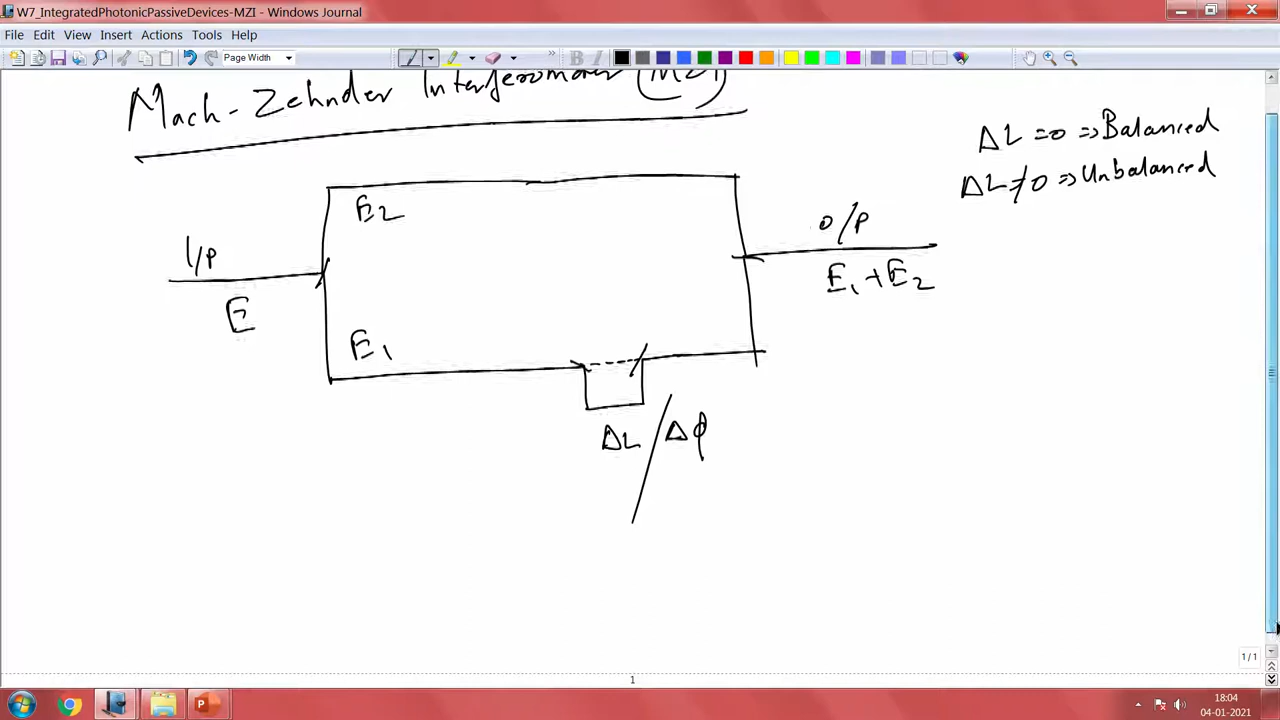 W7_IntegratedPhotonicPassiveDevices-MZI - Windows Journal
File Edit View Insert Actions Tools Help
Page Width
B I
Mach-Zehnder Interferometer (MZI)
ΔL = 0 ⇒ Balanced
ΔL ≠ 0 ⇒ Unbalanced
E2
I/P
O/P
E
E1 + E2
E1
ΔL / Δϕ
1/1
1
18:04
04-01-2021